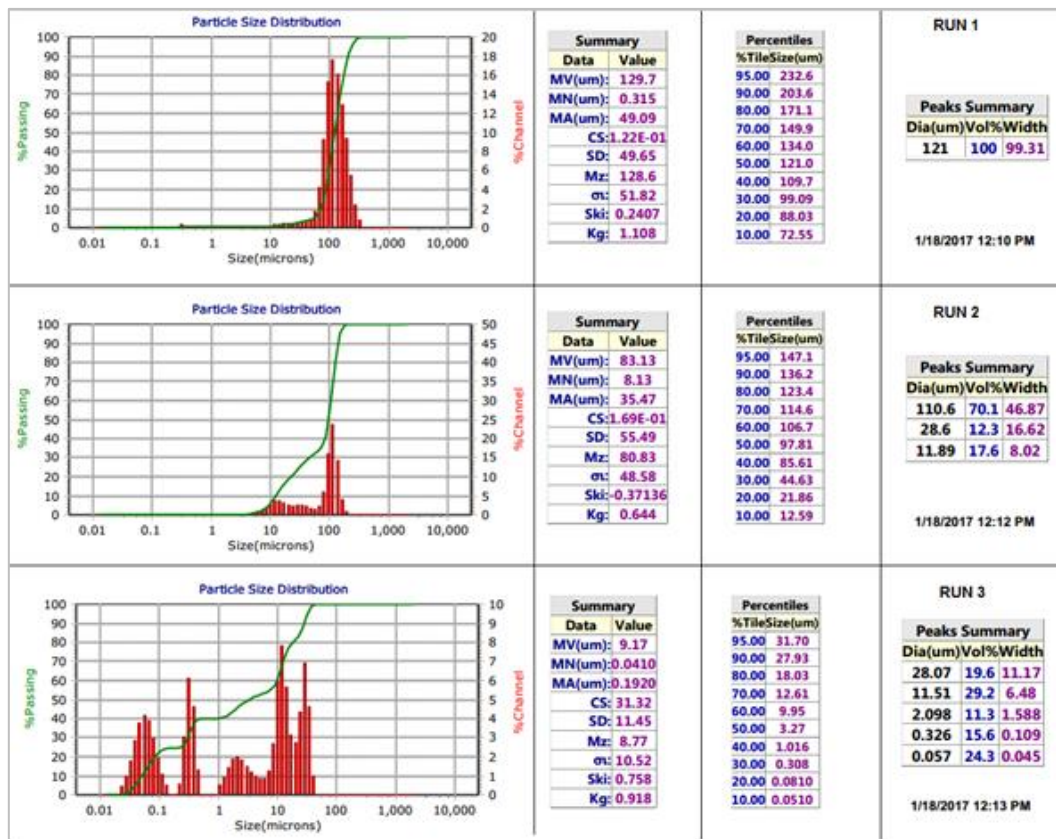 Particle Size Distribution
%Passing
100
90
80
70
60
50
40
30
20
10
0
20
18
16
14
12
10
8
6
4
2
0
%Channel
0.01 0.1 1 10 100 1,000 10,000
Size(microns)
Summary
Data Value
MV(um): 129.7
MN(um): 0.315
MA(um): 49.09
CS: 1.22E-01
SD: 49.65
Mz: 128.6
σι: 51.82
Ski: 0.2407
Kg: 1.108
Percentiles
%Tile Size(um)
95.00 232.6
90.00 203.6
80.00 171.1
70.00 149.9
60.00 134.0
50.00 121.0
40.00 109.7
30.00 99.09
20.00 88.03
10.00 72.55
RUN 1
Peaks Summary
Dia(um) Vol% Width
121 100 99.31
1/18/2017 12:10 PM
Particle Size Distribution
%Passing
100
90
80
70
60
50
40
30
20
10
0
50
45
40
35
30
25
20
15
10
5
0
%Channel
0.01 0.1 1 10 100 1,000 10,000
Size(microns)
Summary
Data Value
MV(um): 83.13
MN(um): 8.13
MA(um): 35.47
CS: 1.69E-01
SD: 55.49
Mz: 80.83
σι: 48.58
Ski: -0.37136
Kg: 0.644
Percentiles
%Tile Size(um)
95.00 147.1
90.00 136.2
80.00 123.4
70.00 114.6
60.00 106.7
50.00 97.81
40.00 85.61
30.00 44.63
20.00 21.86
10.00 12.59
RUN 2
Peaks Summary
Dia(um) Vol% Width
110.6 70.1 46.87
28.6 12.3 16.62
11.89 17.6 8.02
1/18/2017 12:12 PM
Particle Size Distribution
%Passing
100
90
80
70
60
50
40
30
20
10
0
10
9
8
7
6
5
4
3
2
1
0
%Channel
0.01 0.1 1 10 100 1,000 10,000
Size(microns)
Summary
Data Value
MV(um): 9.17
MN(um): 0.0410
MA(um): 0.1920
CS: 31.32
SD: 11.45
Mz: 8.77
σι: 10.52
Ski: 0.758
Kg: 0.918
Percentiles
%Tile Size(um)
95.00 31.70
90.00 27.93
80.00 18.03
70.00 12.61
60.00 9.95
50.00 3.27
40.00 1.016
30.00 0.308
20.00 0.0810
10.00 0.0510
RUN 3
Peaks Summary
Dia(um) Vol% Width
28.07 19.6 11.17
11.51 29.2 6.48
2.098 11.3 1.588
0.326 15.6 0.109
0.057 24.3 0.045
1/18/2017 12:13 PM